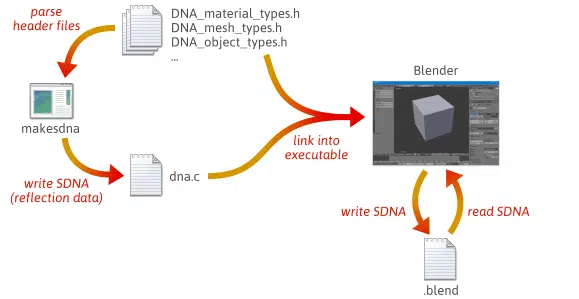 parse
header files
DNA_material_types.h
DNA_mesh_types.h
DNA_object_types.h
...
Blender
makesdna
link into
executable
write SDNA
(reflection data)
dna.c
write SDNA
read SDNA
.blend